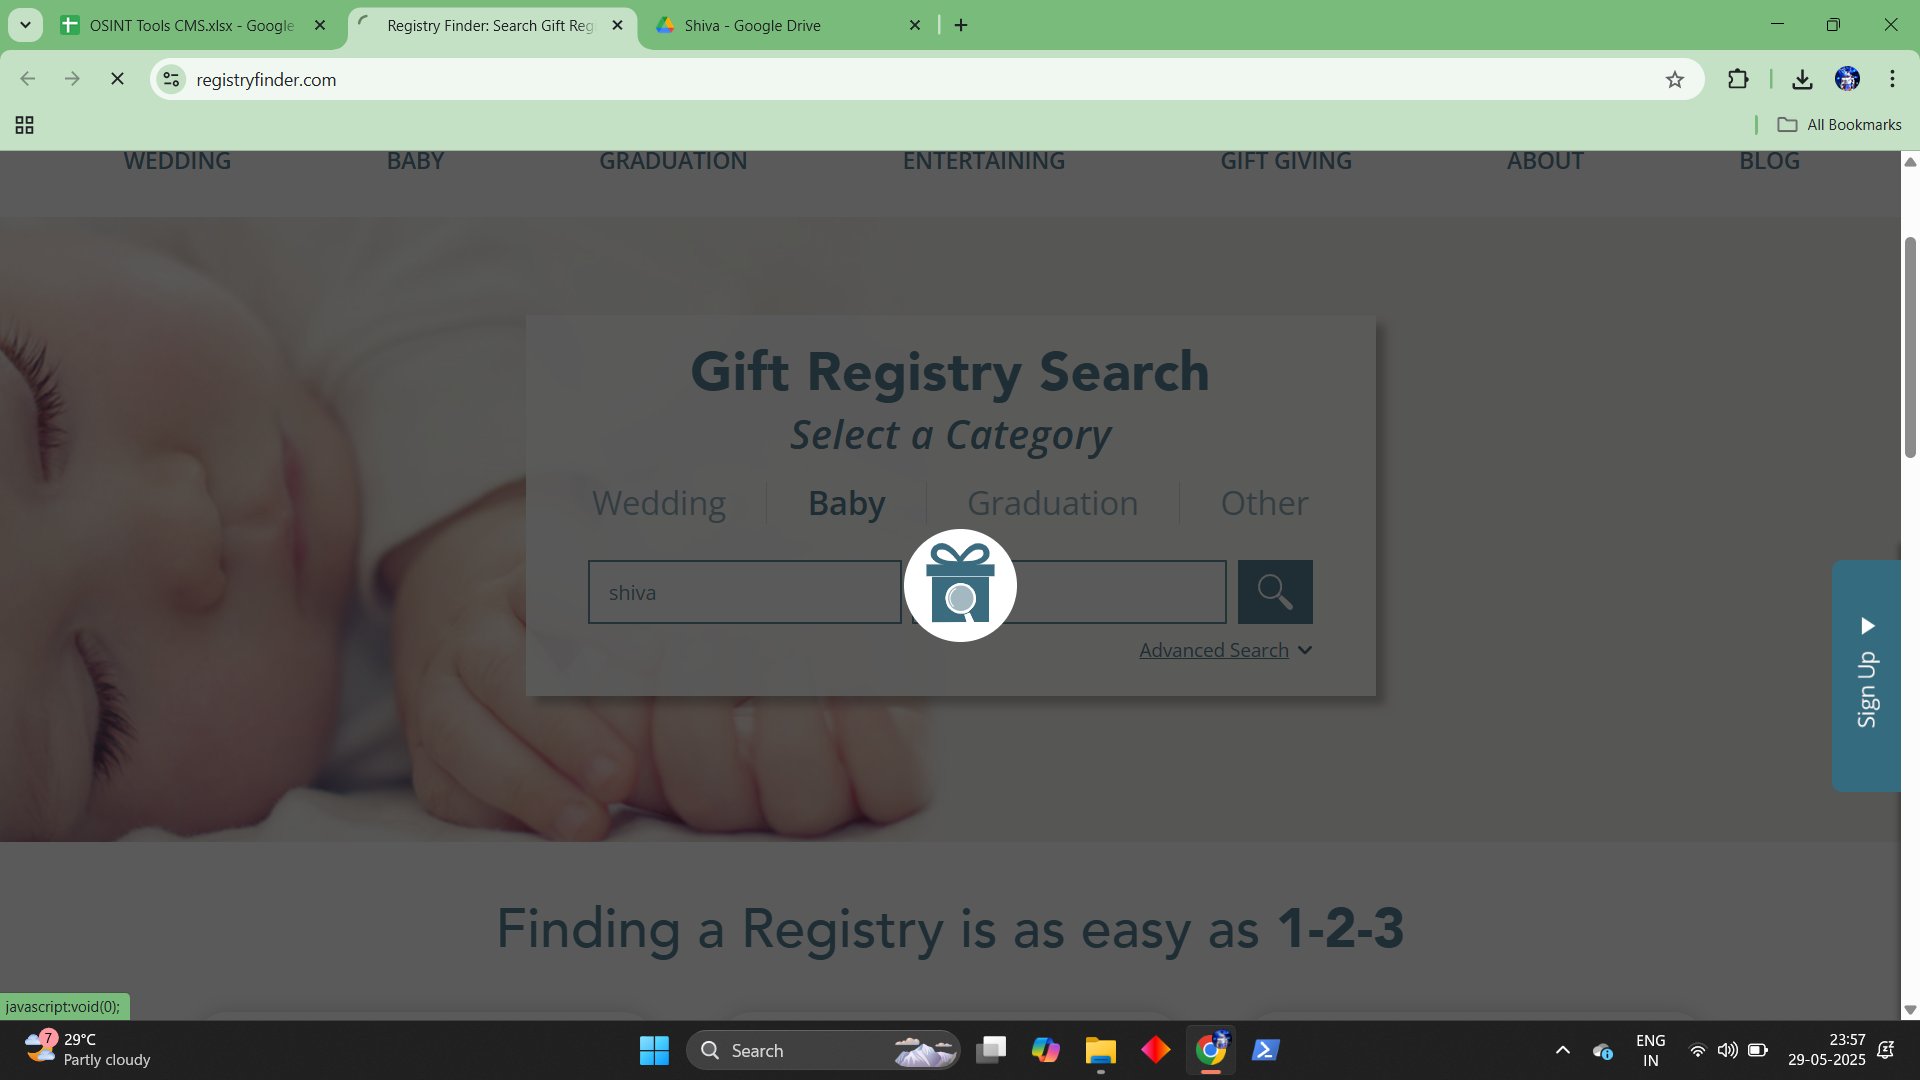 OSINT Tools CMS.xlsx - Google
Registry Finder: Search Gift Reg
Shiva - Google Drive
registryfinder.com
All Bookmarks
WEDDING
BABY
GRADUATION
ENTERTAINING
GIFT GIVING
ABOUT
BLOG
Gift Registry Search
Select a Category
Wedding
Baby
Graduation
Other
shiva
Advanced Search
Sign Up
Finding a Registry is as easy as 1-2-3
javascript:void(0);
7
29°C
Partly cloudy
Search
ENG
IN
23:57
29-05-2025